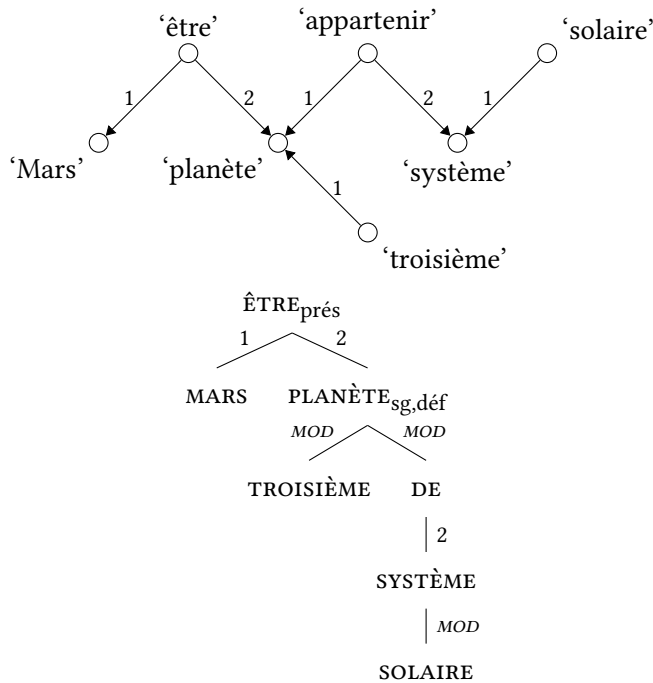 ‘être’ ‘appartenir’ ‘solaire’
1 2 1 2 1
‘Mars’ ‘planète’ ‘système’
1
‘troisième’
ÊTREprés
1 2
MARS PLANÈTEsg,déf
MOD MOD
TROISIÈME DE
2
SYSTÈME
MOD
SOLAIRE